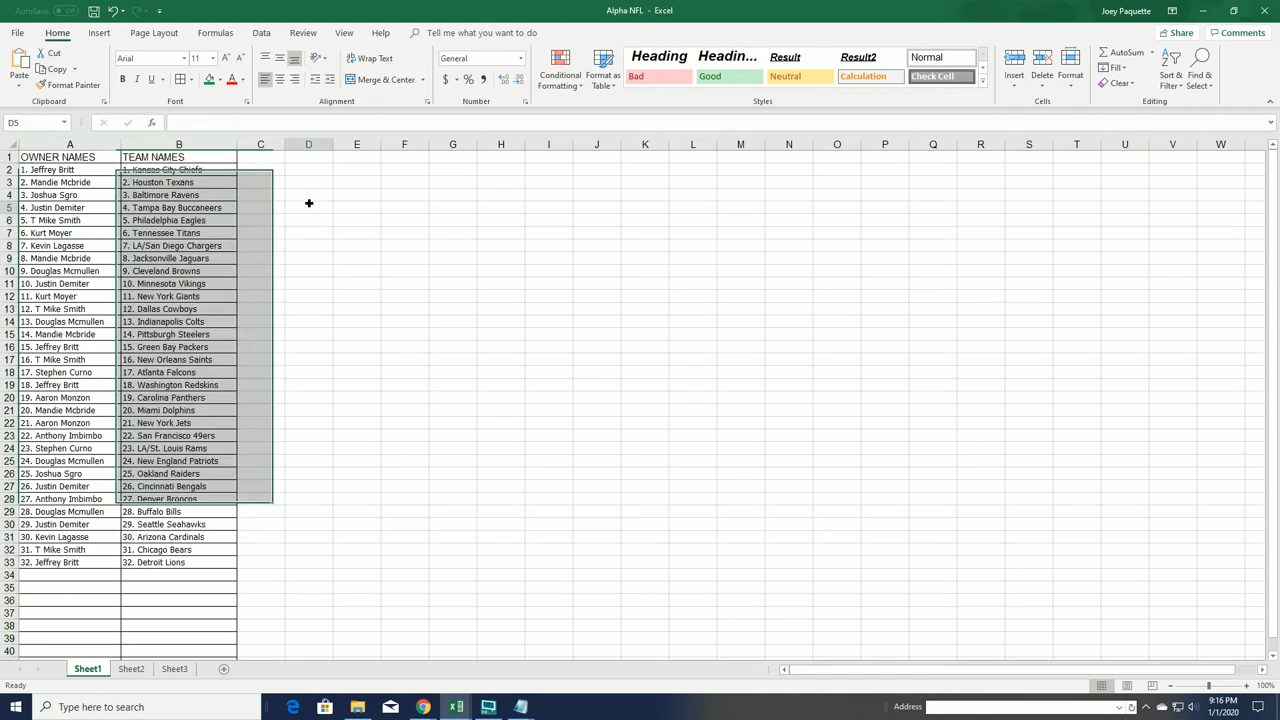 AutoSave Off Alpha NFL - Excel Joey Paquette
File Home Insert Page Layout Formulas Data Review View Help Tell me what you want to do Share Comments
Paste Cut Copy Format Painter Clipboard
Arial 11 B I U A Font
Wrap Text Merge & Center Alignment
General $ % , Number
Conditional Formatting Format as Table
Heading Headin... Result Result2 Normal
Bad Good Neutral Calculation Check Cell
Styles
Insert Delete Format Cells
AutoSum Fill Clear Sort & Filter Find & Select Editing
D5 fx
A B C D E F G H I J K L M N O P Q R S T U V W
1 OWNER NAMES TEAM NAMES
2 1. Jeffrey Britt 1. Kansas City Chiefs
3 2. Mandie Mcbride 2. Houston Texans
4 3. Joshua Sgro 3. Baltimore Ravens
5 4. Justin Demiter 4. Tampa Bay Buccaneers
6 5. T Mike Smith 5. Philadelphia Eagles
7 6. Kurt Moyer 6. Tennessee Titans
8 7. Kevin Lagasse 7. LA/San Diego Chargers
9 8. Mandie Mcbride 8. Jacksonville Jaguars
10 9. Douglas Mcmullen 9. Cleveland Browns
11 10. Justin Demiter 10. Minnesota Vikings
12 11. Kurt Moyer 11. New York Giants
13 12. T Mike Smith 12. Dallas Cowboys
14 13. Douglas Mcmullen 13. Indianapolis Colts
15 14. Mandie Mcbride 14. Pittsburgh Steelers
16 15. Jeffrey Britt 15. Green Bay Packers
17 16. T Mike Smith 16. New Orleans Saints
18 17. Stephen Curno 17. Atlanta Falcons
19 18. Jeffrey Britt 18. Washington Redskins
20 19. Aaron Monzon 19. Carolina Panthers
21 20. Mandie Mcbride 20. Miami Dolphins
22 21. Aaron Monzon 21. New York Jets
23 22. Anthony Imbimbo 22. San Francisco 49ers
24 23. Stephen Curno 23. LA/St. Louis Rams
25 24. Douglas Mcmullen 24. New England Patriots
26 25. Joshua Sgro 25. Oakland Raiders
27 26. Justin Demiter 26. Cincinnati Bengals
28 27. Anthony Imbimbo 27. Denver Broncos
29 28. Douglas Mcmullen 28. Buffalo Bills
30 29. Justin Demiter 29. Seattle Seahawks
31 30. Kevin Lagasse 30. Arizona Cardinals
32 31. T Mike Smith 31. Chicago Bears
33 32. Jeffrey Britt 32. Detroit Lions
34
35
36
37
38
39
40
Sheet1 Sheet2 Sheet3
Ready 100%
Type here to search Address 9:16 PM
1/1/2020